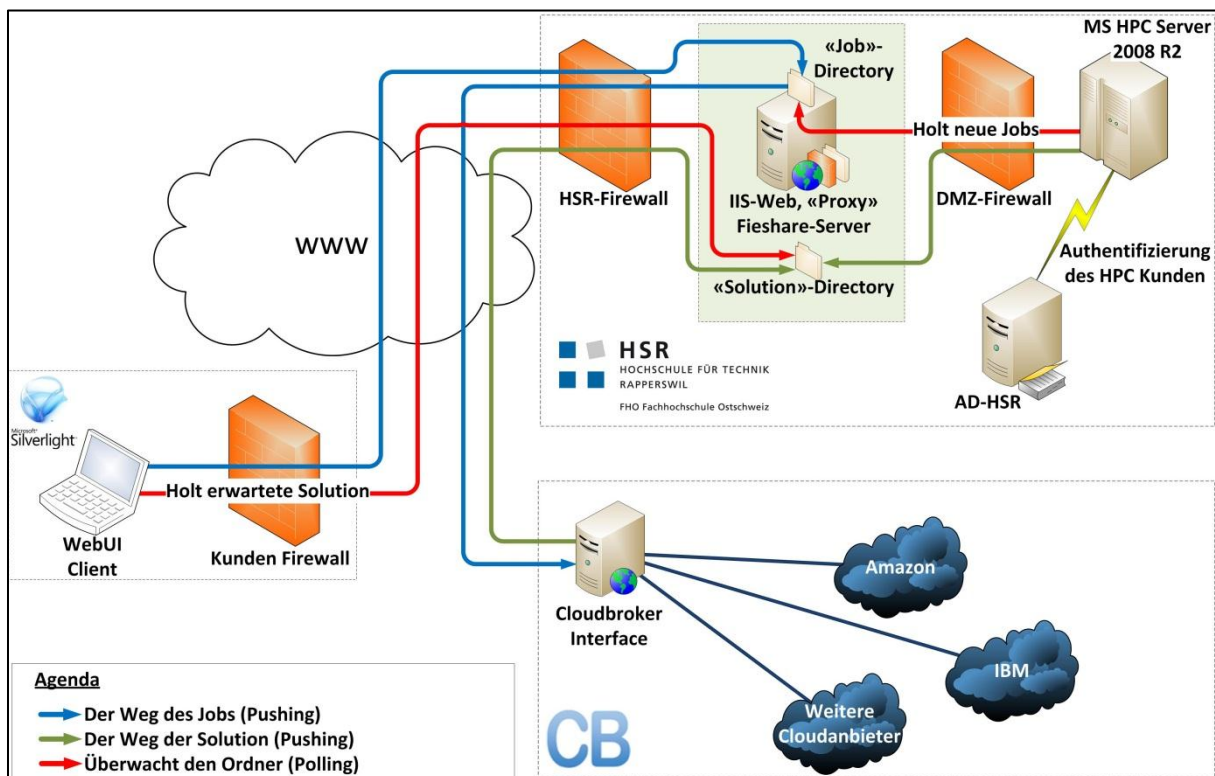 «Job»-
Directory
MS HPC Server
2008 R2
Holt neue Jobs
HSR-Firewall
IIS-Web, «Proxy»
Fieshare-Server
DMZ-Firewall
www
«Solution»-Directory
Authentifizierung
des HPC Kunden
HSR
HOCHSCHULE FÜR TECHNIK
RAPPERSWIL
FHO Fachhochschule Ostschweiz
AD-HSR
Microsoft
Silverlight
Holt erwartete Solution
WebUI
Client
Kunden Firewall
Cloudbroker
Interface
Amazon
IBM
Weitere
Cloudanbieter
CB
Agenda
Der Weg des Jobs (Pushing)
Der Weg der Solution (Pushing)
Überwacht den Ordner (Polling)